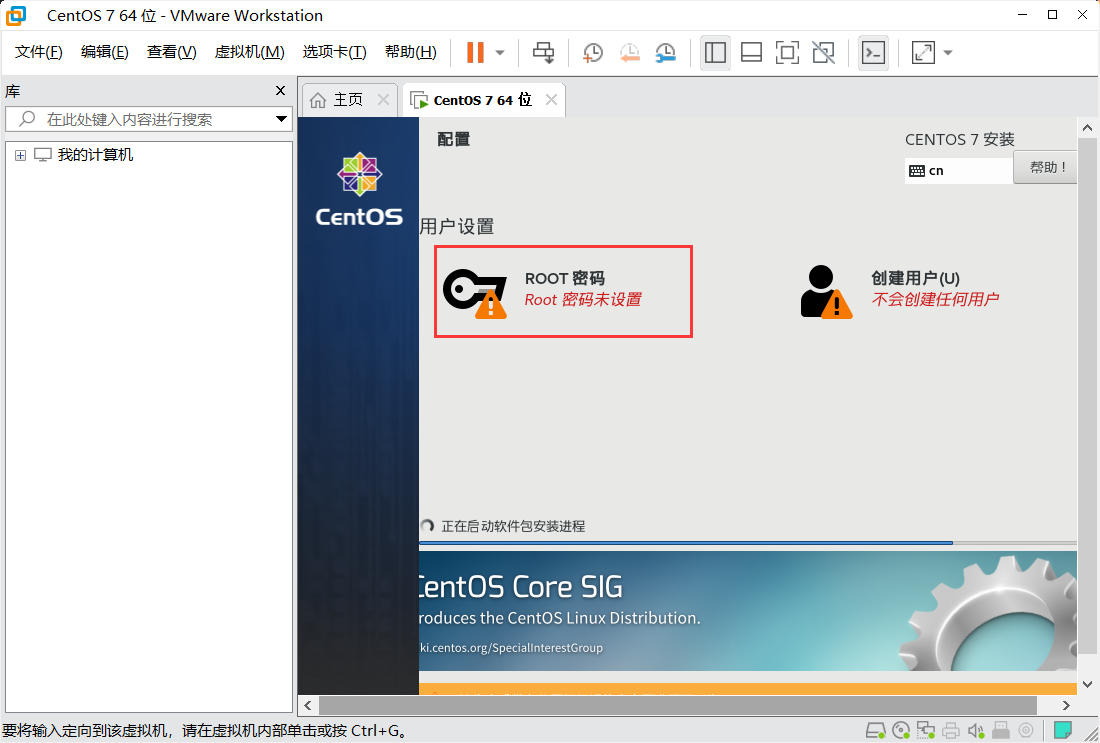 CentOS 7 64 位 - VMware Workstation
文件(F) 编辑(E) 查看(V) 虚拟机(M) 选项卡(T) 帮助(H)
库
在此处键入内容进行搜索
我的计算机
主页
CentOS 7 64 位
CentOS
配置
CENTOS 7 安装
cn
帮助！
用户设置
ROOT 密码
Root 密码未设置
创建用户(U)
不会创建任何用户
正在启动软件包安装进程
CentOS Core SIG
roduces the CentOS Linux Distribution.
ki.centos.org/SpecialInterestGroup
要将输入定向到该虚拟机，请在虚拟机内部单击或按 Ctrl+G。